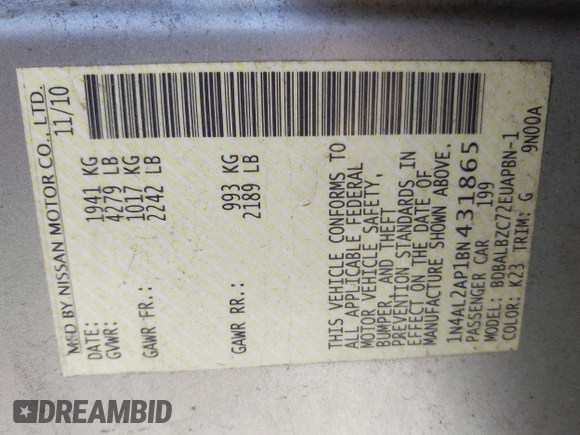 MFD BY NISSAN MOTOR CO., LTD.
DATE: 11/10
GVWR: 1941 KG
4279 LB
GAWR FR.: 1017 KG
2242 LB
GAWR RR.: 993 KG
2189 LB
THIS VEHICLE CONFORMS TO
ALL APPLICABLE FEDERAL
MOTOR VEHICLE SAFETY,
BUMPER, AND THEFT
PREVENTION STANDARDS IN
EFFECT ON THE DATE OF
MANUFACTURE SHOWN ABOVE.
1N4AL2AP1BN431865
PASSENGER CAR 199
MODEL: BDBALBZC72EUAPBN-1
COLOR: K23 TRIM: G 9N00A
DREAMBID